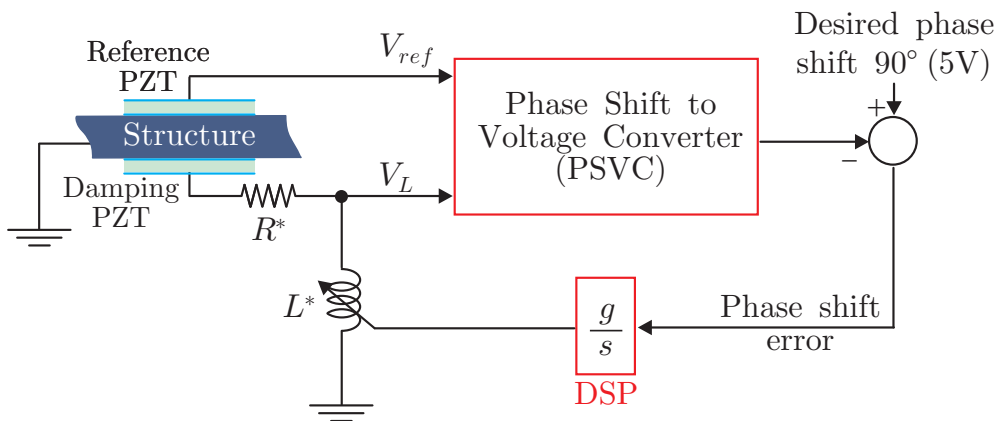 Desired phase
shift 90° (5V)
Reference
PZT
V_ref
+
Phase Shift to
Voltage Converter
(PSVC)
Structure
−
Damping
PZT
V_L
R*
L*
g
s
DSP
Phase shift
error